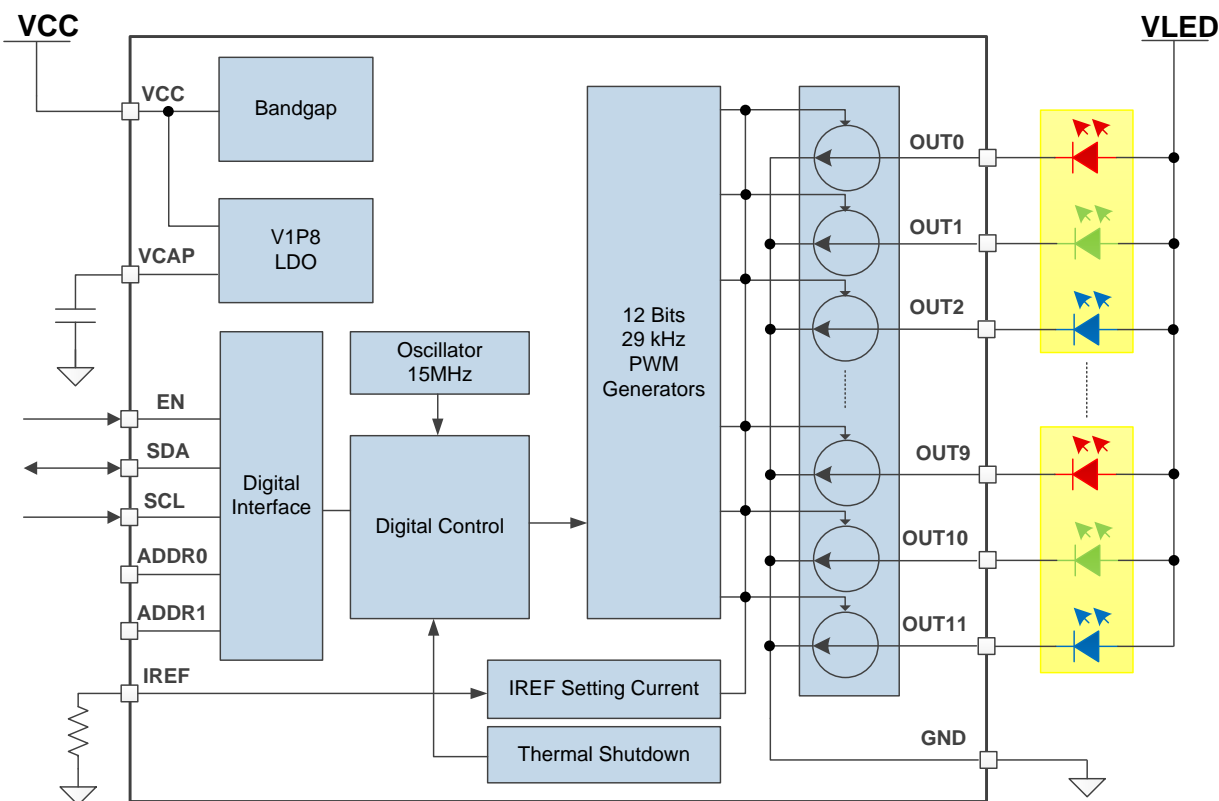 VCC
VLED
VCC
Bandgap
V1P8
LDO
VCAP
12 Bits
29 kHz
PWM
Generators
OUT0
OUT1
OUT2
Oscillator
15MHz
EN
SDA
SCL
ADDR0
ADDR1
IREF
Digital
Interface
Digital Control
OUT9
OUT10
OUT11
IREF Setting Current
Thermal Shutdown
GND